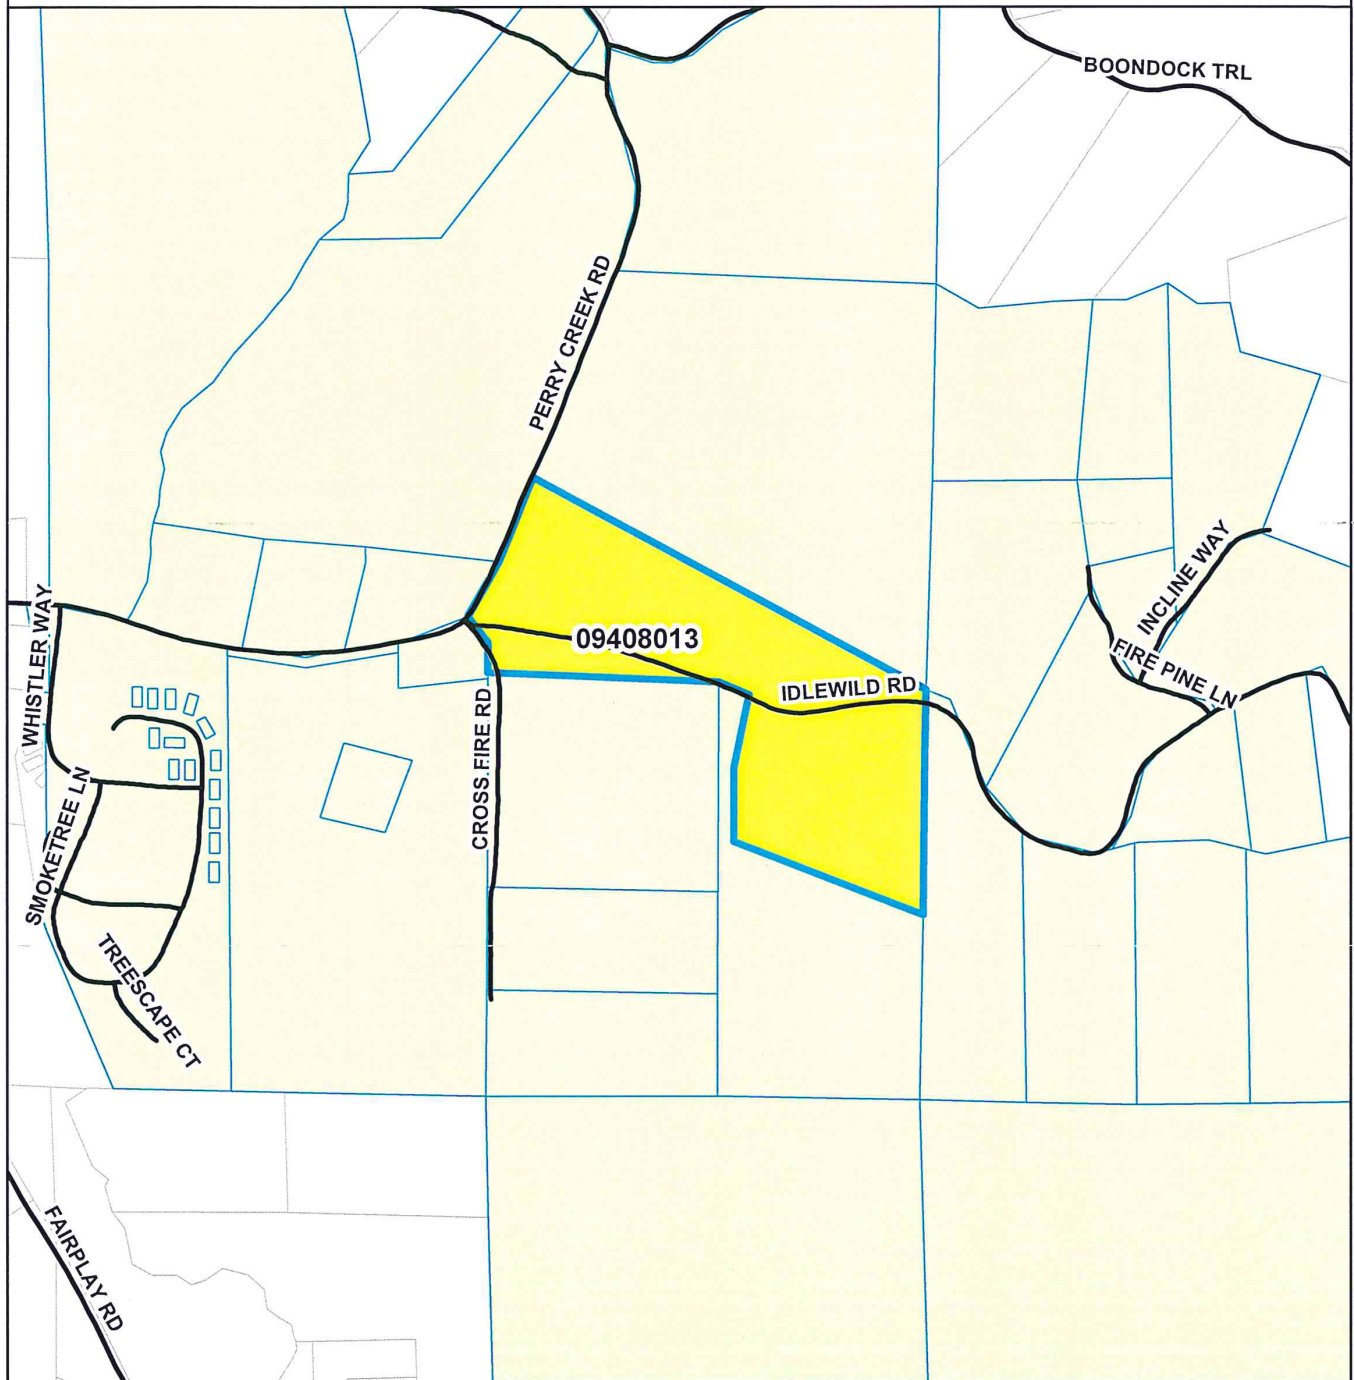 BOONDOCK TRL
PERRY CREEK RD
INCLINE WAY
WHISTLER WAY
09408013
FIRE PINE LN
IDLEWILD RD
CROSS FIRE RD
SMOKETREE LN
TREESCAPE CT
FAIRPLAY RD